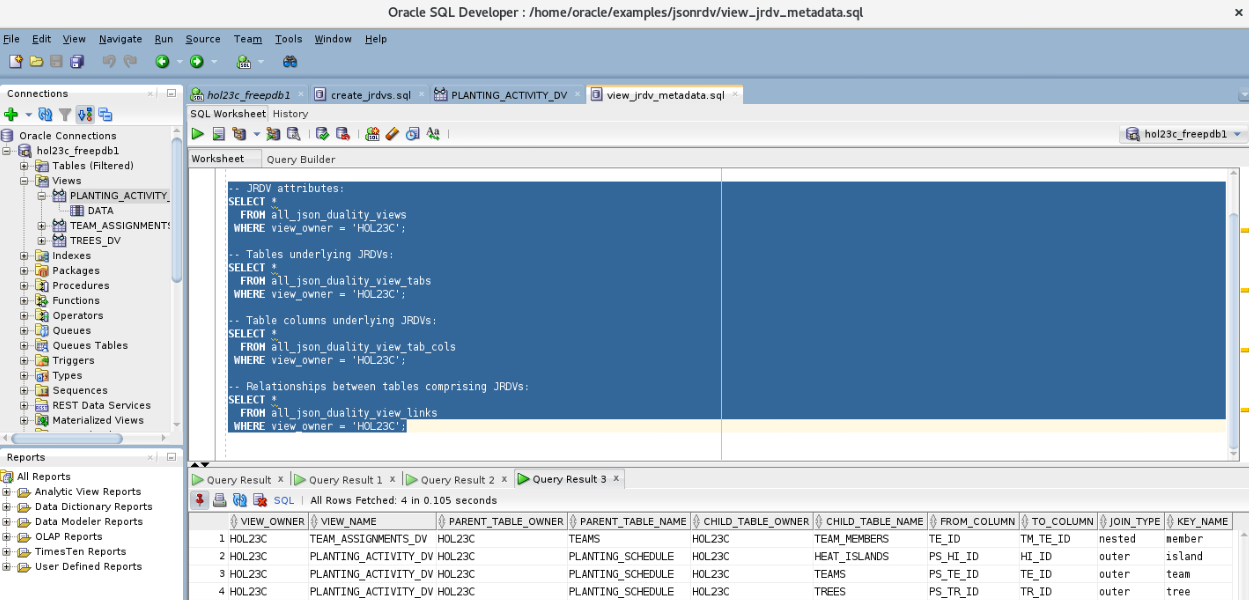 Oracle SQL Developer : /home/oracle/examples/jsonrdv/view_jrdv_metadata.sql
File Edit View Navigate Run Source Team Tools Window Help
Connections
Oracle Connections
hol23c_freepdb1
Tables (Filtered)
Views
PLANTING_ACTIVITY_
DATA
TEAM_ASSIGNMENTS
TREES_DV
Indexes
Packages
Procedures
Functions
Operators
Queues
Queues Tables
Triggers
Types
Sequences
REST Data Services
Materialized Views
Reports
All Reports
Analytic View Reports
Data Dictionary Reports
Data Modeler Reports
OLAP Reports
TimesTen Reports
User Defined Reports
hol23c_freepdb1 create_jrdvs.sql PLANTING_ACTIVITY_DV view_jrdv_metadata.sql
SQL Worksheet History
hol23c_freepdb1
Worksheet Query Builder
-- JRDV attributes:
SELECT *
FROM all_json_duality_views
WHERE view_owner = 'HOL23C';
-- Tables underlying JRDVs:
SELECT *
FROM all_json_duality_view_tabs
WHERE view_owner = 'HOL23C';
-- Table columns underlying JRDVs:
SELECT *
FROM all_json_duality_view_tab_cols
WHERE view_owner = 'HOL23C';
-- Relationships between tables comprising JRDVs:
SELECT *
FROM all_json_duality_view_links
WHERE view_owner = 'HOL23C';
Query Result x Query Result 1 x Query Result 2 x Query Result 3 x
SQL | All Rows Fetched: 4 in 0.105 seconds
VIEW_OWNER VIEW_NAME PARENT_TABLE_OWNER PARENT_TABLE_NAME CHILD_TABLE_OWNER CHILD_TABLE_NAME FROM_COLUMN TO_COLUMN JOIN_TYPE KEY_NAME
1 HOL23C TEAM_ASSIGNMENTS_DV HOL23C TEAMS HOL23C TEAM_MEMBERS TE_ID TM_TE_ID nested member
2 HOL23C PLANTING_ACTIVITY_DV HOL23C PLANTING_SCHEDULE HOL23C HEAT_ISLANDS PS_HI_ID HI_ID outer island
3 HOL23C PLANTING_ACTIVITY_DV HOL23C PLANTING_SCHEDULE HOL23C TEAMS PS_TE_ID TE_ID outer team
4 HOL23C PLANTING_ACTIVITY_DV HOL23C PLANTING_SCHEDULE HOL23C TREES PS_TR_ID TR_ID outer tree